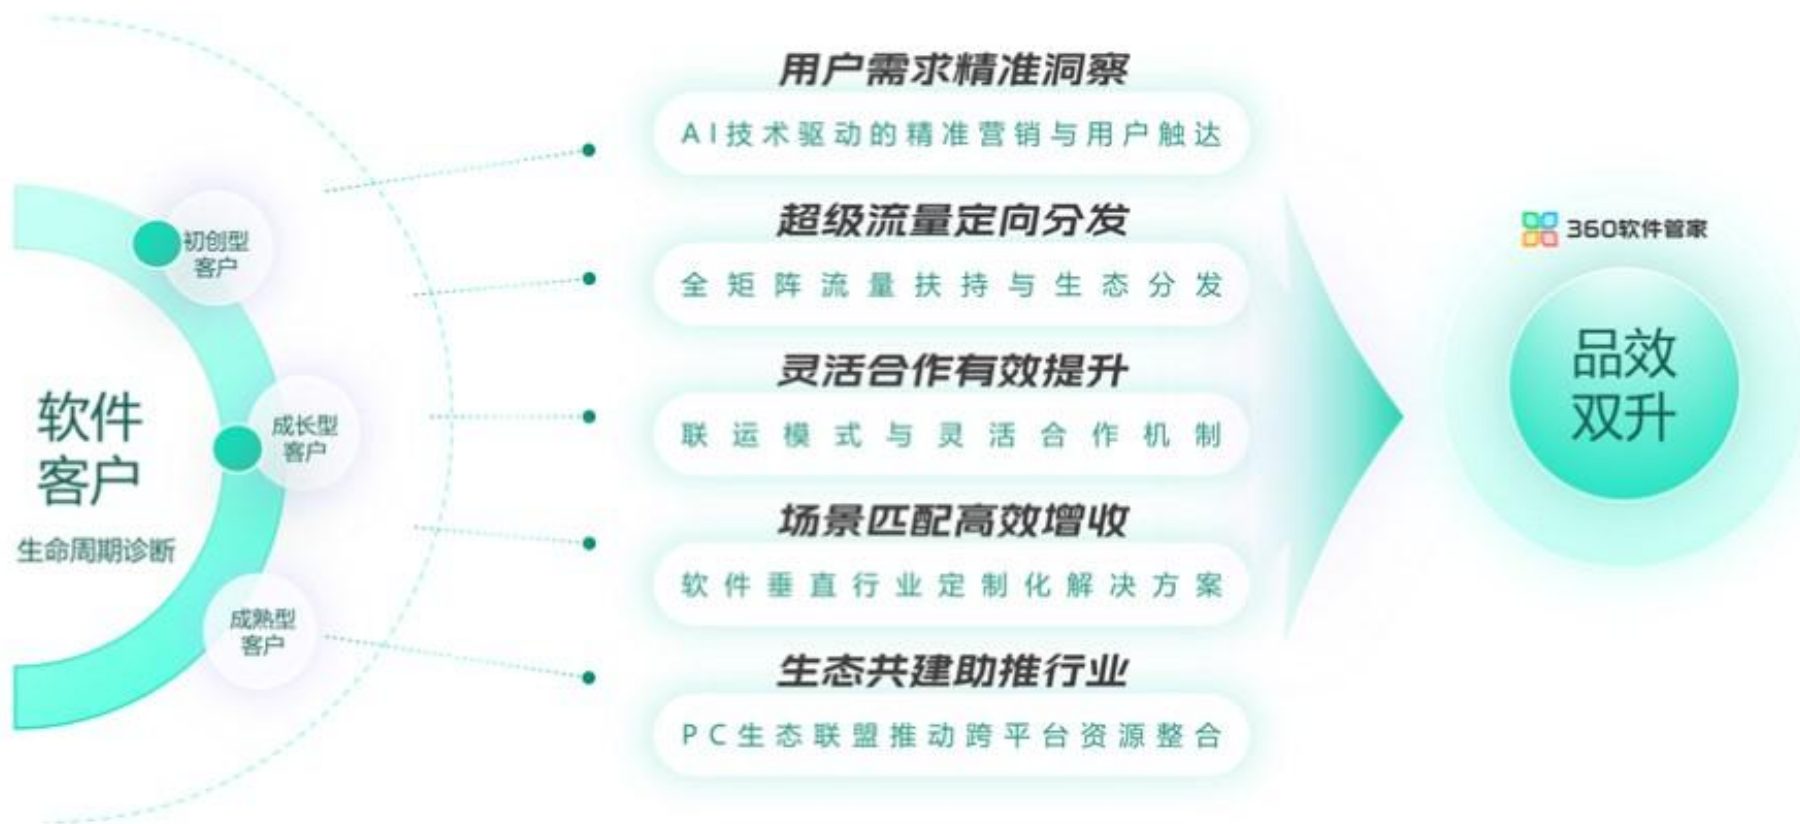 初创型
客户
成长型
客户
软件
客户
生命周期诊断
成熟型
客户
用户需求精准洞察
AI技术驱动的精准营销与用户触达
超级流量定向分发
全矩阵流量扶持与生态分发
灵活合作有效提升
联运模式与灵活合作机制
场景匹配高效增收
软件垂直行业定制化解决方案
生态共建助推行业
PC生态联盟推动跨平台资源整合
360软件管家
品效
双升